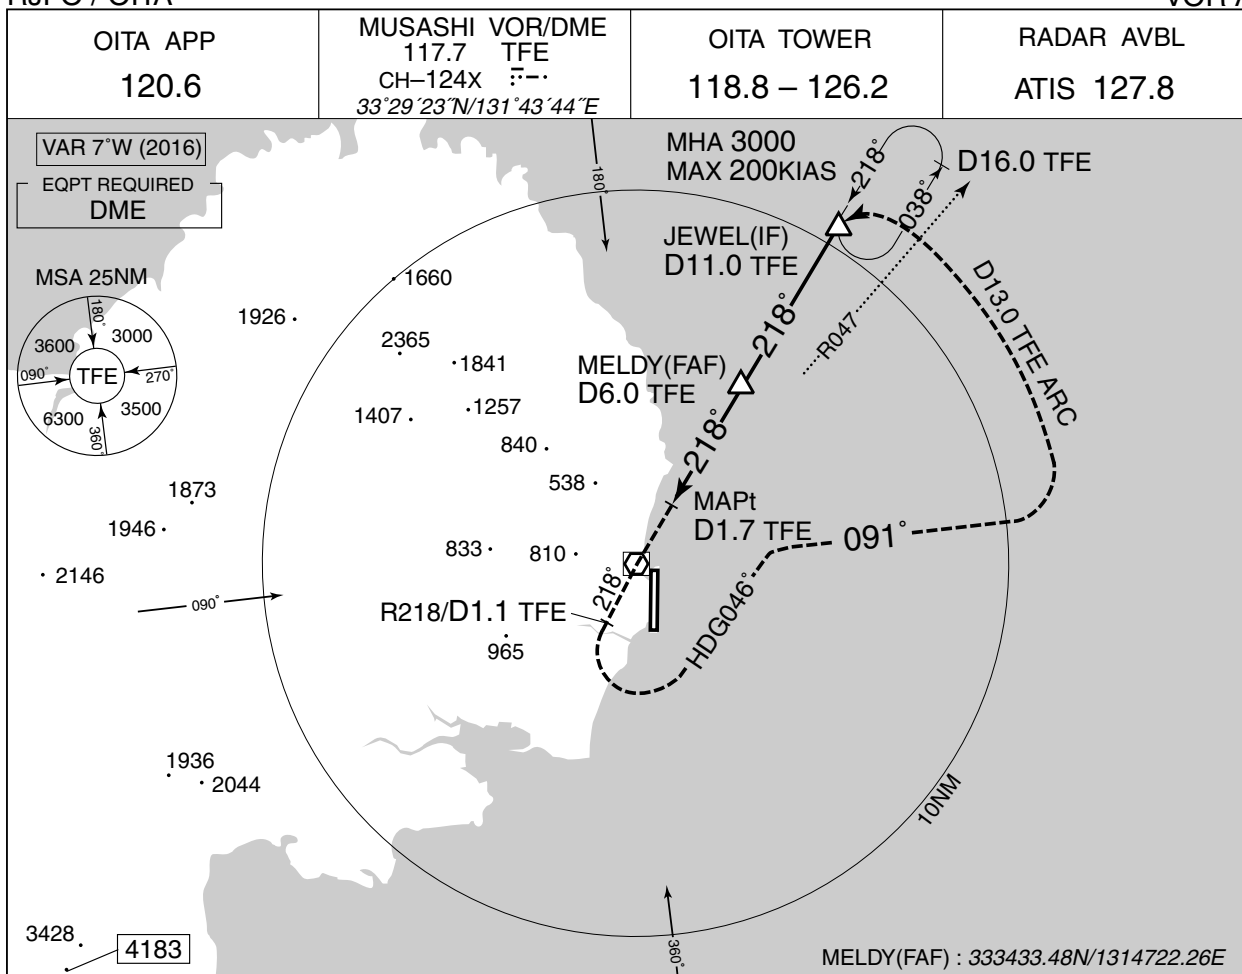 OITA APP
120.6
MUSASHI VOR/DME
117.7 TFE
CH–124X
33°29´23˝N/131°43´44˝E
OITA TOWER
118.8 – 126.2
RADAR AVBL
ATIS 127.8
VAR 7°W (2016)
EQPT REQUIRED
DME
MSA 25NM
180°
3600
3000
090°
TFE
270°
6300
3500
360°
180°
MHA 3000
MAX 200KIAS
218°
038°
D16.0 TFE
JEWEL(IF)
D11.0 TFE
218°
R047
D13.0 TFE ARC
MELDY(FAF)
D6.0 TFE
218°
MAPt
D1.7 TFE
091°
HDG046°
218°
R218/D1.1 TFE
1660
1926
2365
1841
1407
1257
840
538
1873
1946
833
810
2146
090°
965
1936
2044
10NM
3428
4183
360°
MELDY(FAF) : 333433.48N/1314722.26E